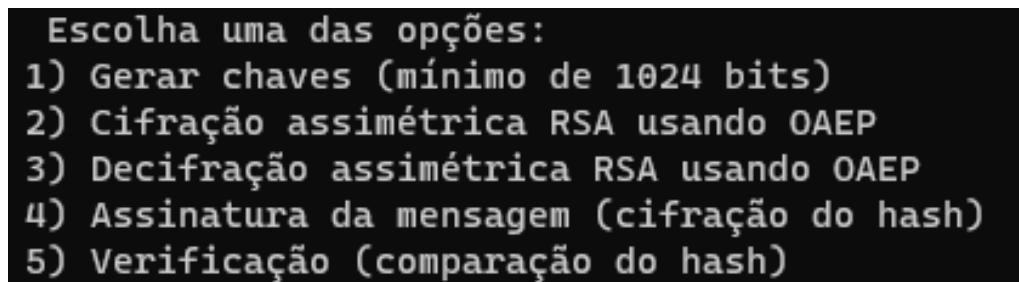 Escolha uma das opções:
1) Gerar chaves (mínimo de 1024 bits)
2) Cifração assimétrica RSA usando OAEP
3) Decifração assimétrica RSA usando OAEP
4) Assinatura da mensagem (cifração do hash)
5) Verificação (comparação do hash)